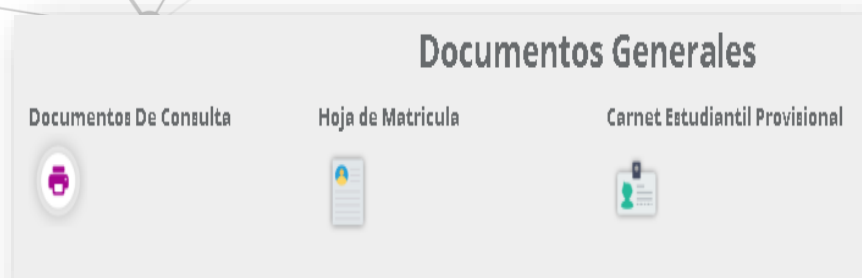 Documentos Generales
Documentos De Consulta
Hoja de Matricula
Carnet Estudiantil Provisional